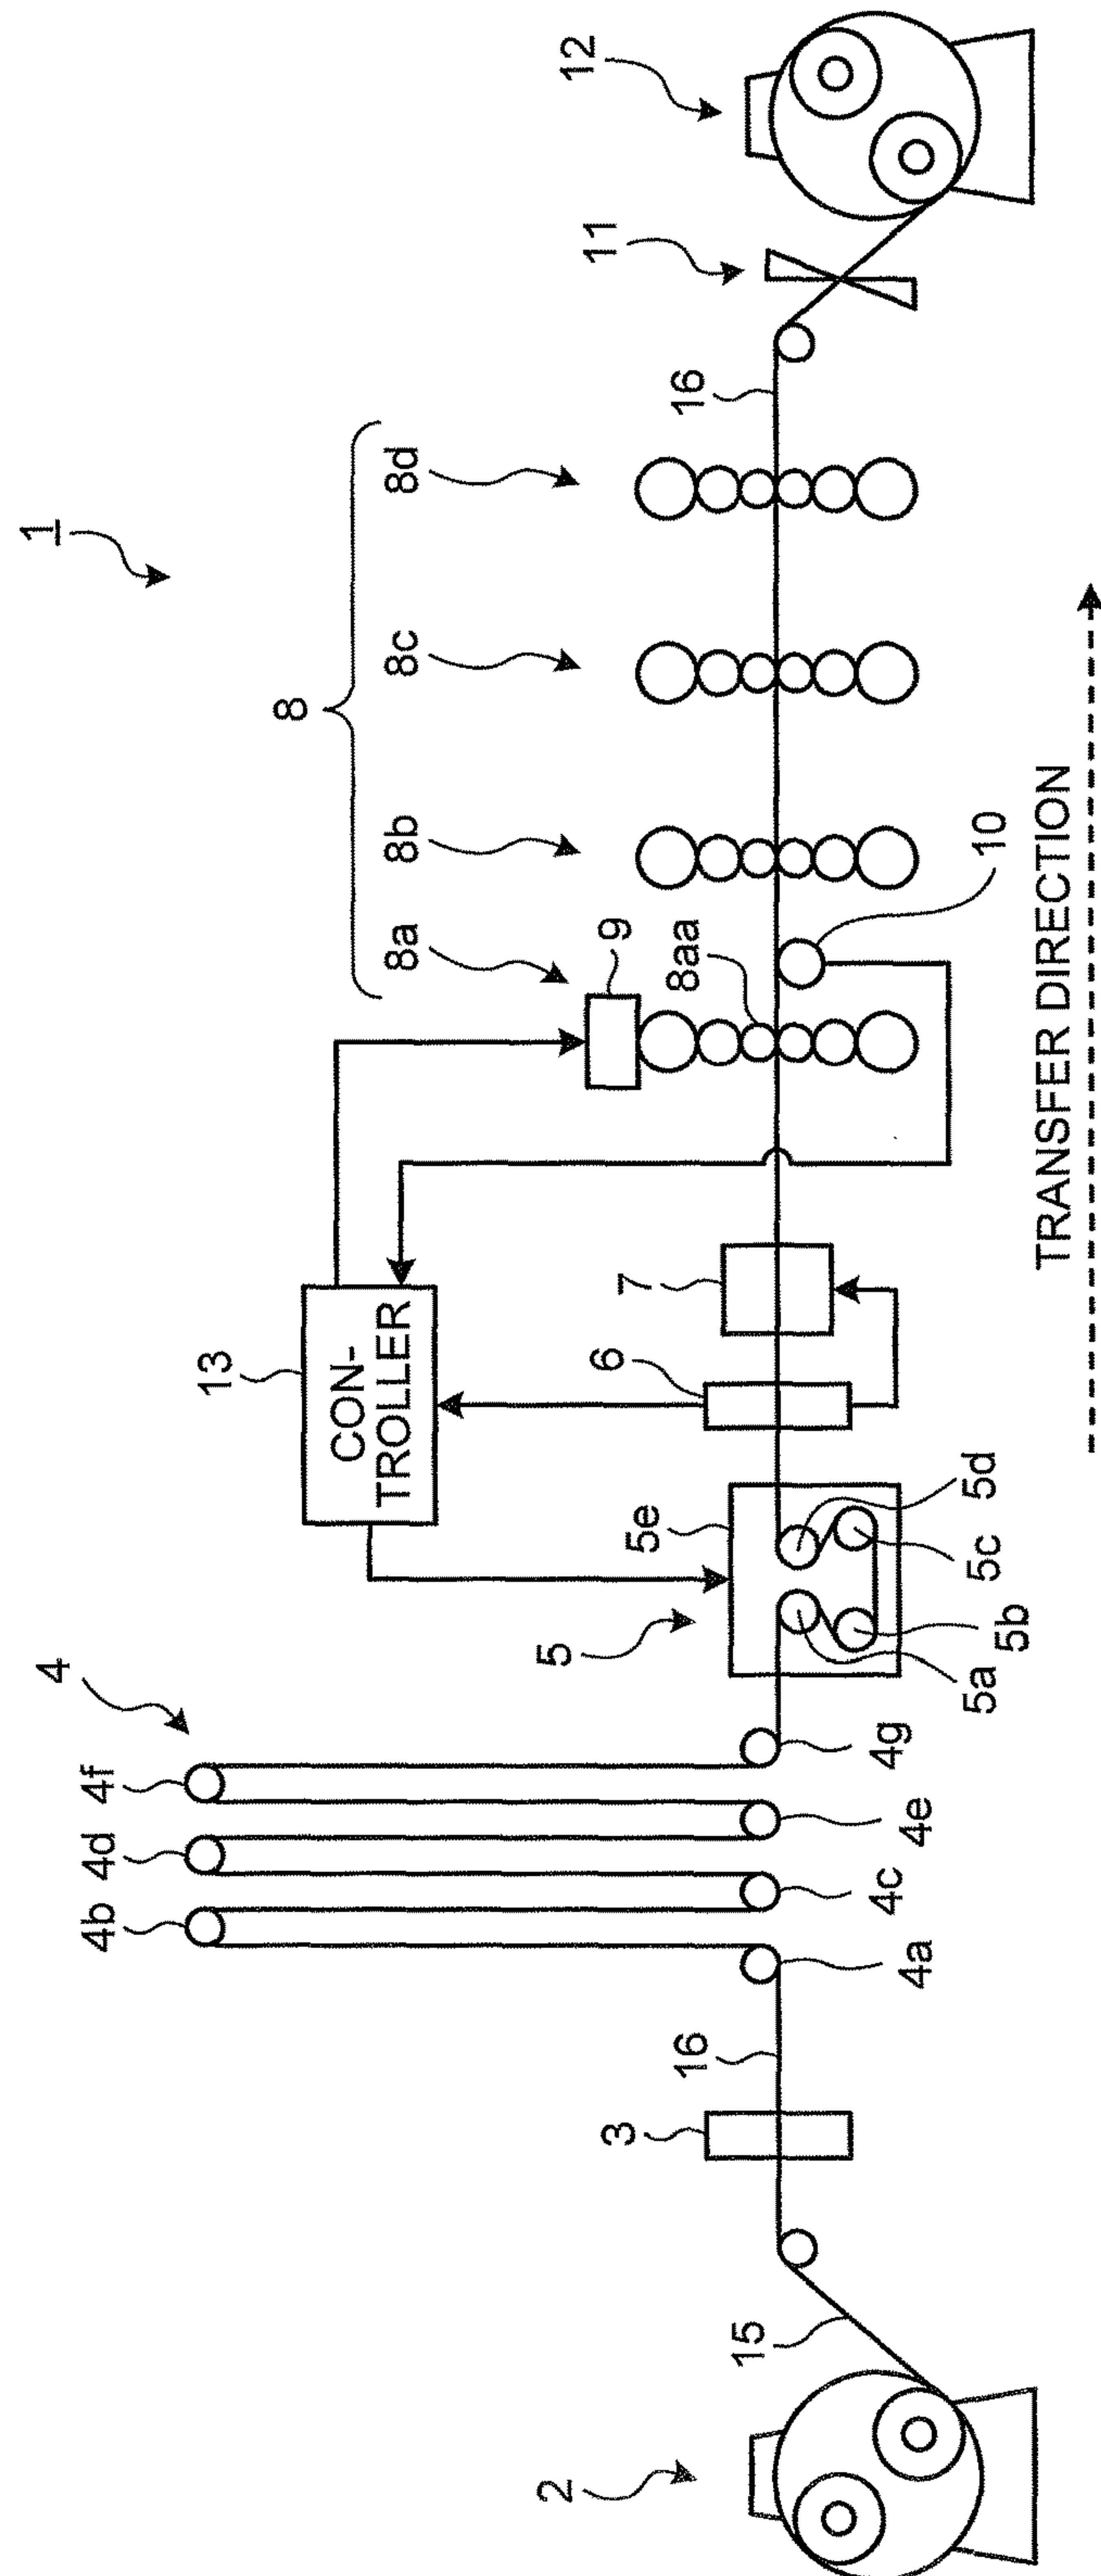 1
8
8a
8b
8c
8d
12
11
16
9
8aa
10
13
CON-
TROLLER
7
6
5
5e
5d
5c
5b
5a
4
4b
4d
4f
4a
4c
4e
4g
16
3
15
2
TRANSFER DIRECTION